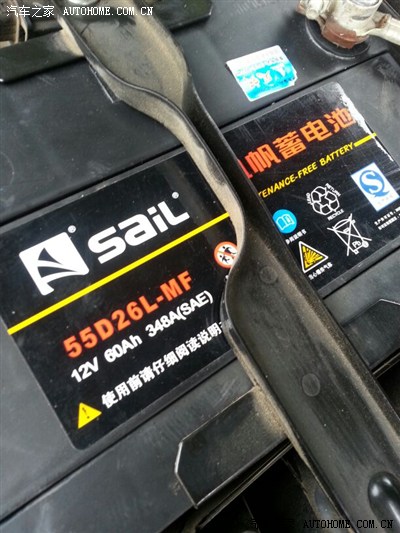 汽车之家 AUTOHOME.COM.CN
SAIL
帆蓄电池
TENANCE-FREE BATTERY
RECYCLE
55D26L-MF
12V 60Ah 348A(SAE)
使用前请仔细阅读说明
AUTOHOME.COM.CN